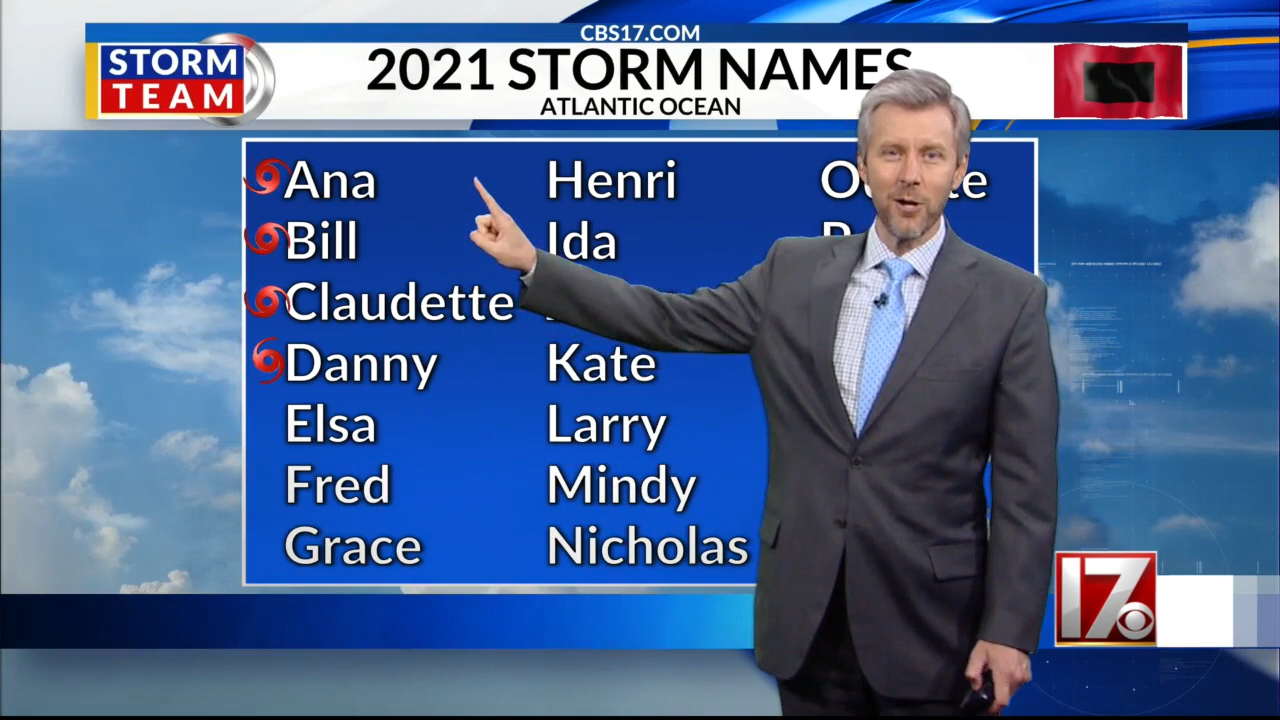 CBS17.COM
STORM
TEAM
2021 STORM NAMES
ATLANTIC OCEAN
Ana
Bill
Claudette
Danny
Elsa
Fred
Grace
Henri
Ida
Kate
Larry
Mindy
Nicholas
17